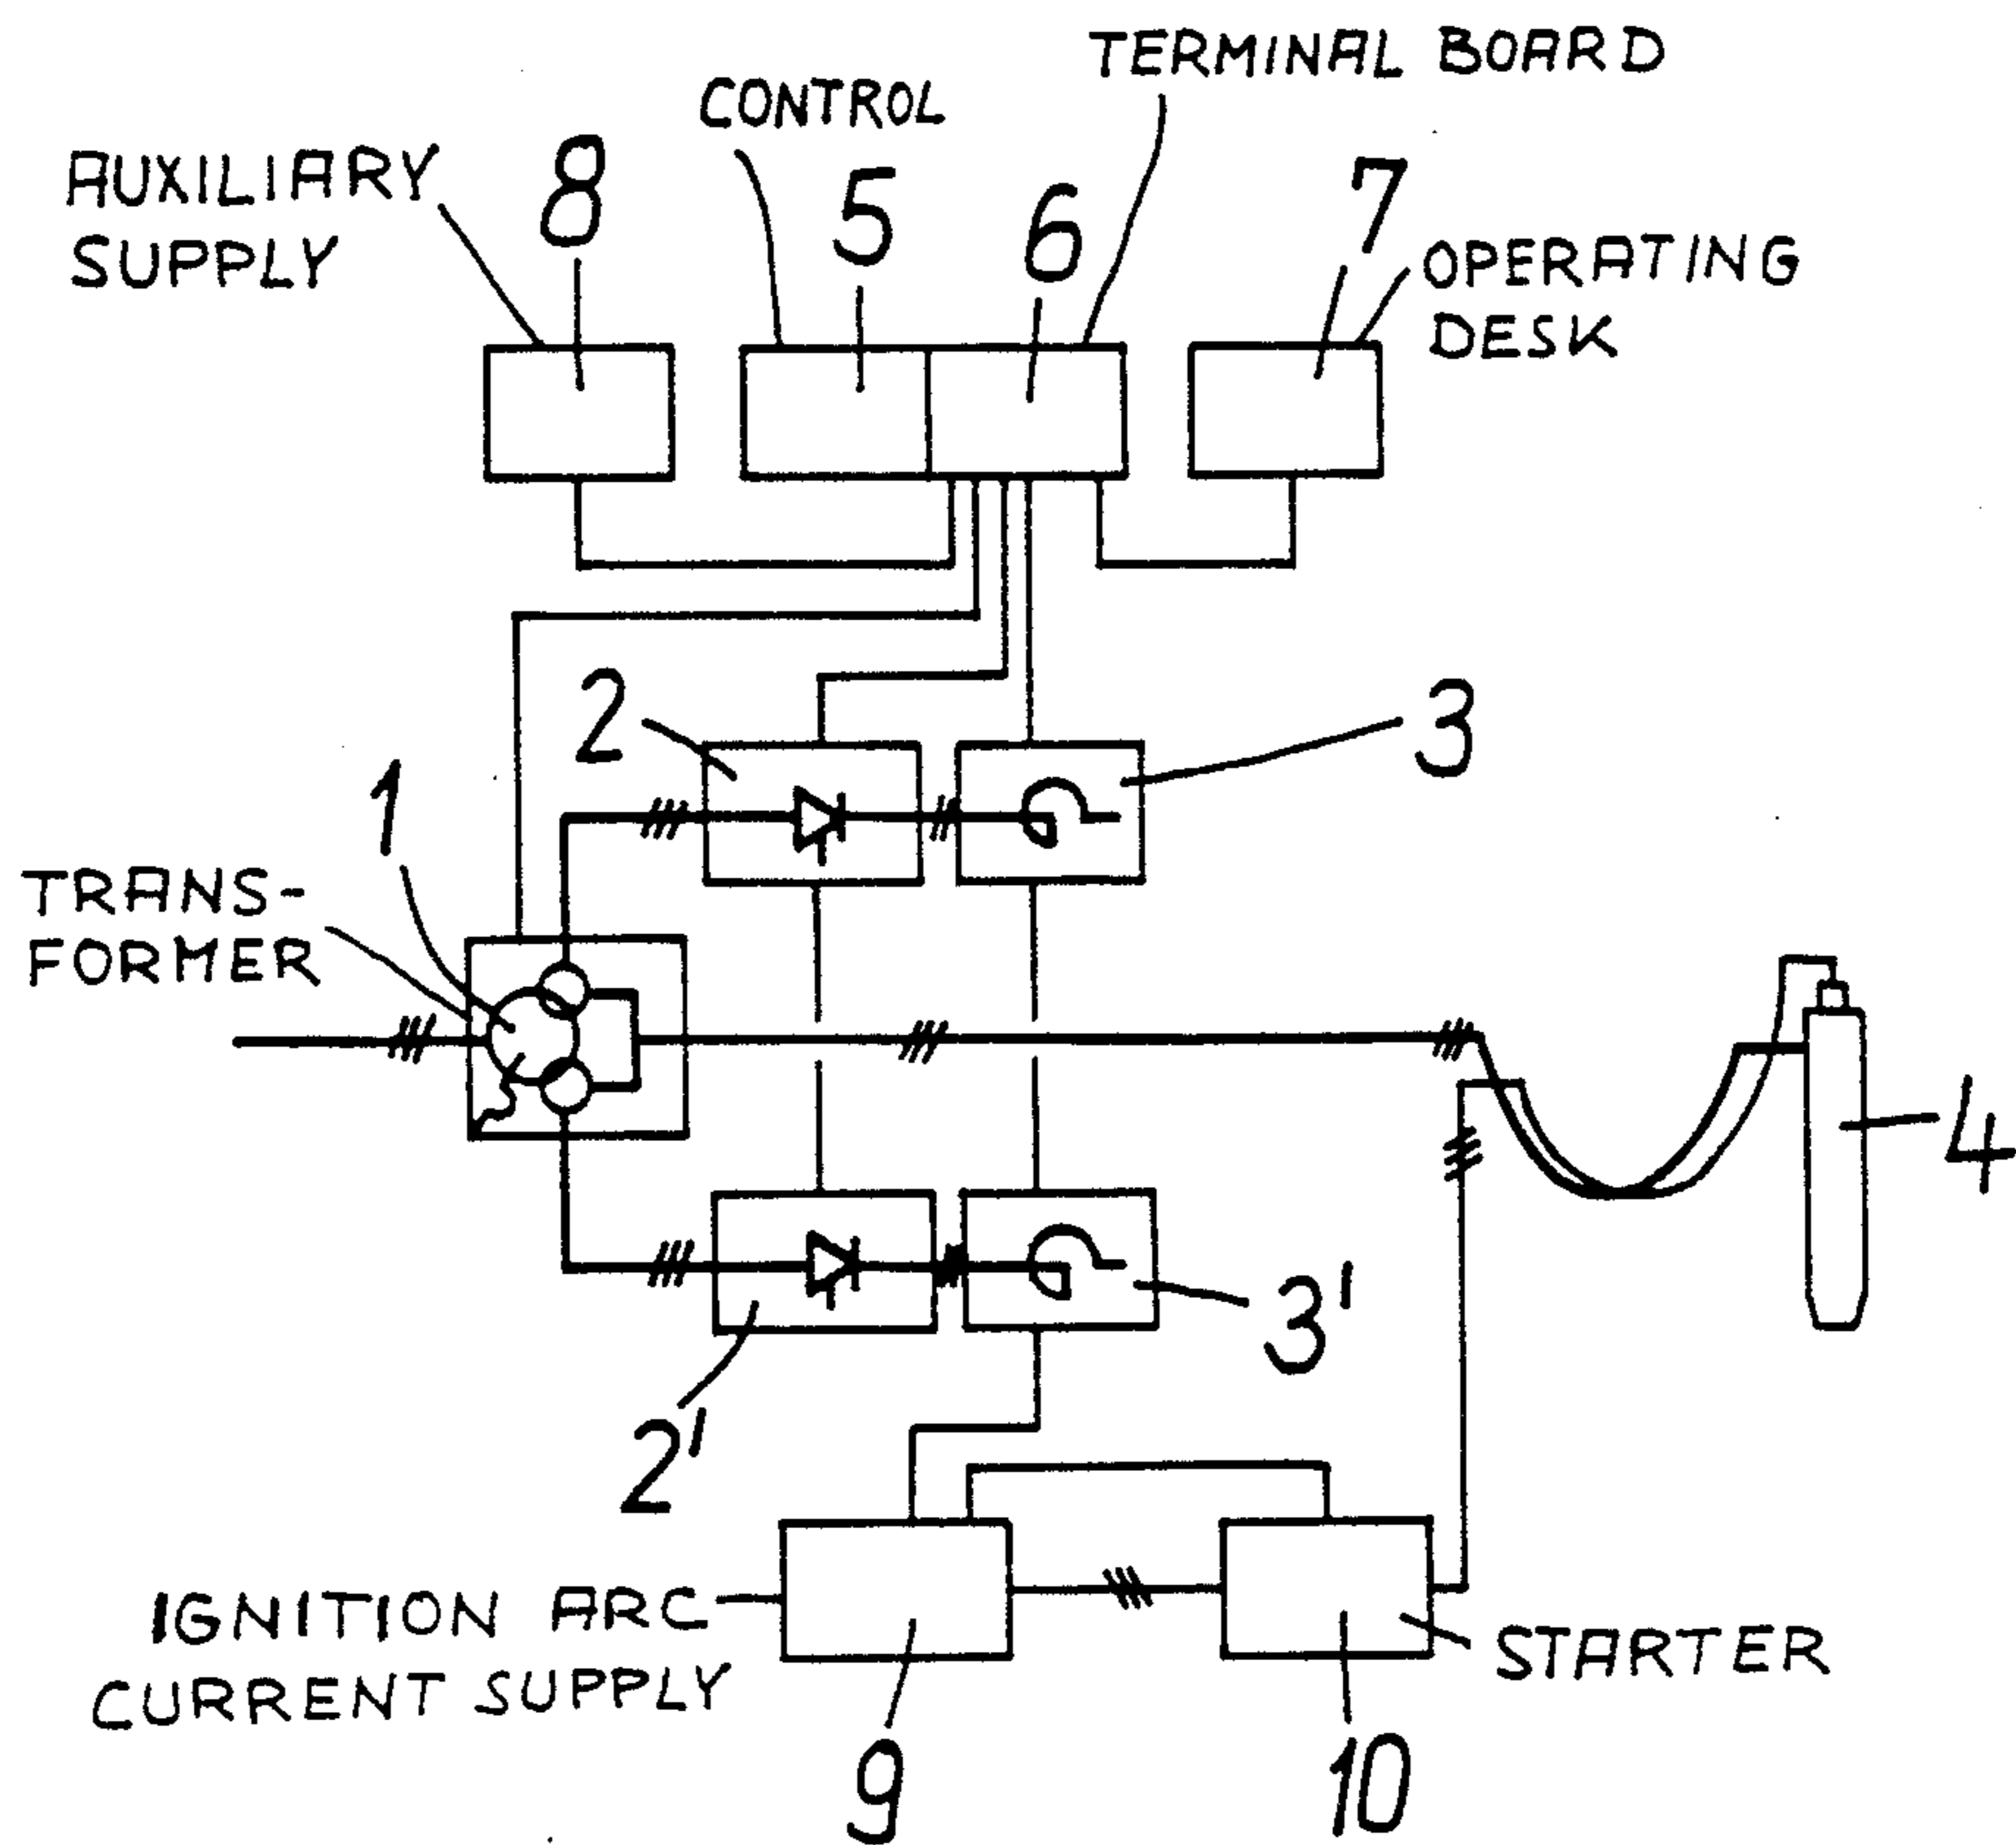 TERMINAL BOARD
CONTROL
AUXILIARY
SUPPLY
8
5
6
7
OPERATING
DESK
2
3
1
TRANS-
FORMER
4
3'
2'
IGNITION ARC
CURRENT SUPPLY
STARTER
9
10